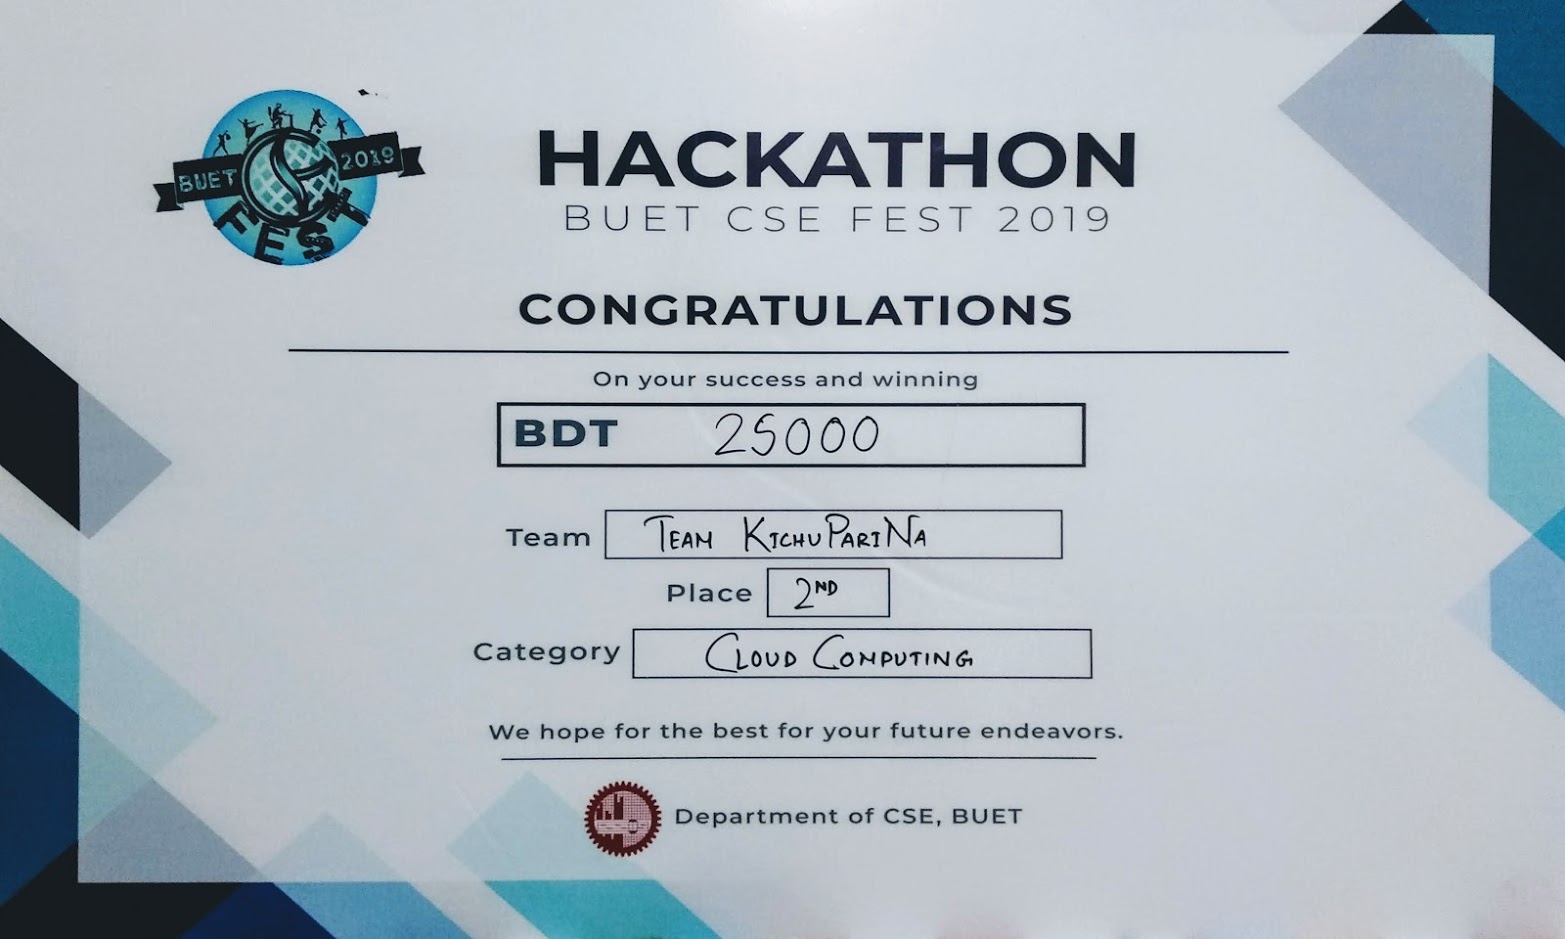 BUET 2019
FEST
HACKATHON
BUET CSE FEST 2019
CONGRATULATIONS
On your success and winning
BDT 25000
Team TEAM KICHUPARINA
Place 2ND
Category CLOUD COMPUTING
We hope for the best for your future endeavors.
Department of CSE, BUET